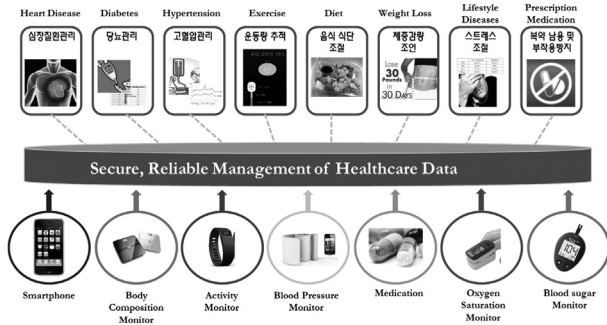 Heart Disease
Diabetes
Hypertension
Exercise
Diet
Weight Loss
Lifestyle
Diseases
Prescription
Medication
심장질환관리
당뇨관리
고혈압관리
운동량 추적
음식 식단
조절
체중감량
조언
스트레스
조절
복약 남용 및
부작용방지
Lose
30
Pounds
in
30 DAYS
Secure, Reliable Management of Healthcare Data
104
Smartphone
Body
Composition
Monitor
Activity
Monitor
Blood Pressure
Monitor
Medication
Oxygen
Saturation
Monitor
Blood sugar
Monitor